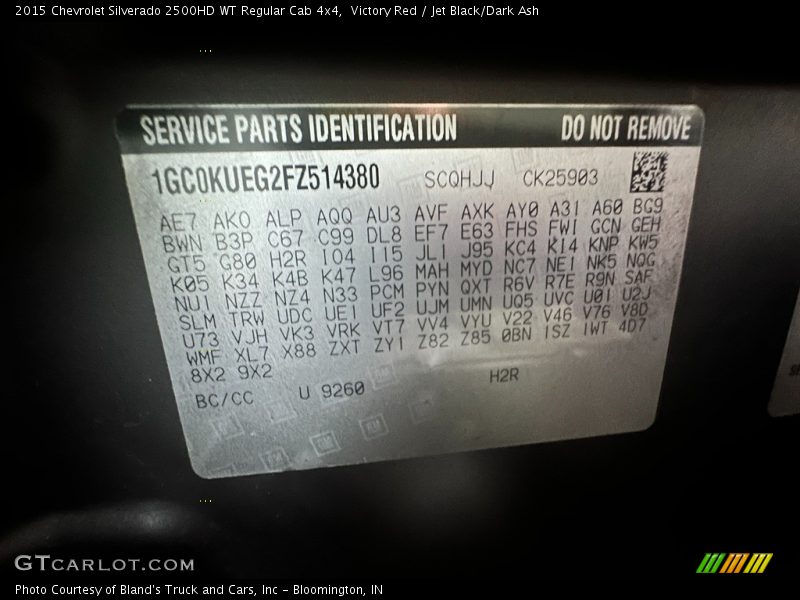 2015 Chevrolet Silverado 2500HD WT Regular Cab 4x4,  Victory Red / Jet Black/Dark Ash
SERVICE PARTS IDENTIFICATION DO NOT REMOVE
1GC0KUEG2FZ514380 SCQHJJ CK25903
AE7 AKO ALP AQQ AU3 AVF AXK AY0 A31 A60 BG9
BWN B3P C67 C99 DL8 EF7 E63 FHS FWI GCN GEH
GT5 G80 H2R IO4 I15 JL1 J95 KC4 K14 KNP KW5
K05 K34 K4B K47 L96 MAH MYD NC7 NE1 NK5 NQG
NU1 NZZ NZ4 N33 PCM PYN QXT R6V R7E R9N SAF
SLM TRW UDC UE1 UF2 UJM UMN UQ5 UVC U01 U2J
U73 VJH VK3 VRK VT7 VV4 VYU V22 V46 V76 V8D
WMF XL7 X88 ZXT ZY1 Z82 Z85 0BN 1SZ 1WT 4D7
8X2 9X2
BC/CC U 9260 H2R
GTCARLOT.COM
Photo Courtesy of Bland's Truck and Cars, Inc - Bloomington, IN